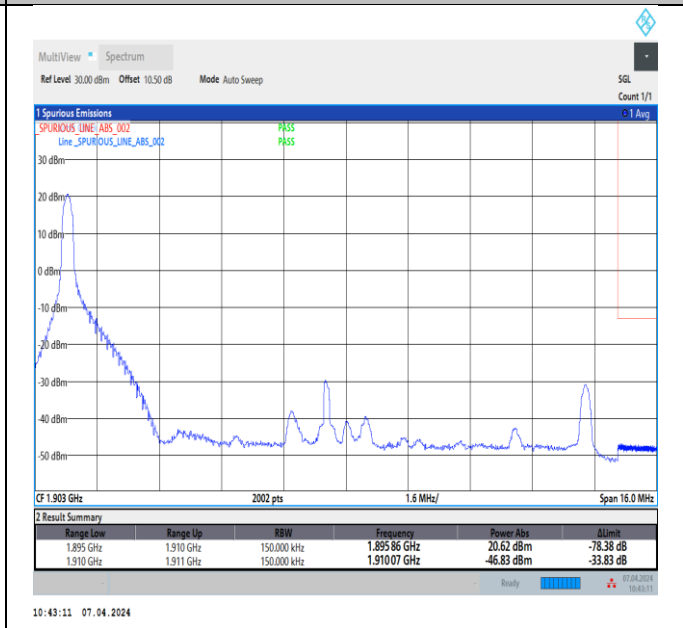 MultiView Spectrum
Ref Level 30.00 dBm Offset 10.50 dB Mode Auto Sweep SGL
Count 1/1
1 Spurious Emissions 1 Avg
_SPURIOUS_LINE_ABS_002 PASS
Line _SPURIOUS_LINE_ABS_002 PASS
30 dBm
20 dBm
10 dBm
0 dBm
-10 dBm
-20 dBm
-30 dBm
-40 dBm
-50 dBm
CF 1.903 GHz 2002 pts 1.6 MHz/ Span 16.0 MHz
2 Result Summary
Range Low Range Up RBW Frequency Power Abs ΔLimit
1.895 GHz 1.910 GHz 150.000 kHz 1.89586 GHz 20.62 dBm -78.38 dB
1.910 GHz 1.911 GHz 150.000 kHz 1.91007 GHz -46.83 dBm -33.83 dB
Ready 07.04.2024
10:43:11
10:43:11 07.04.2024